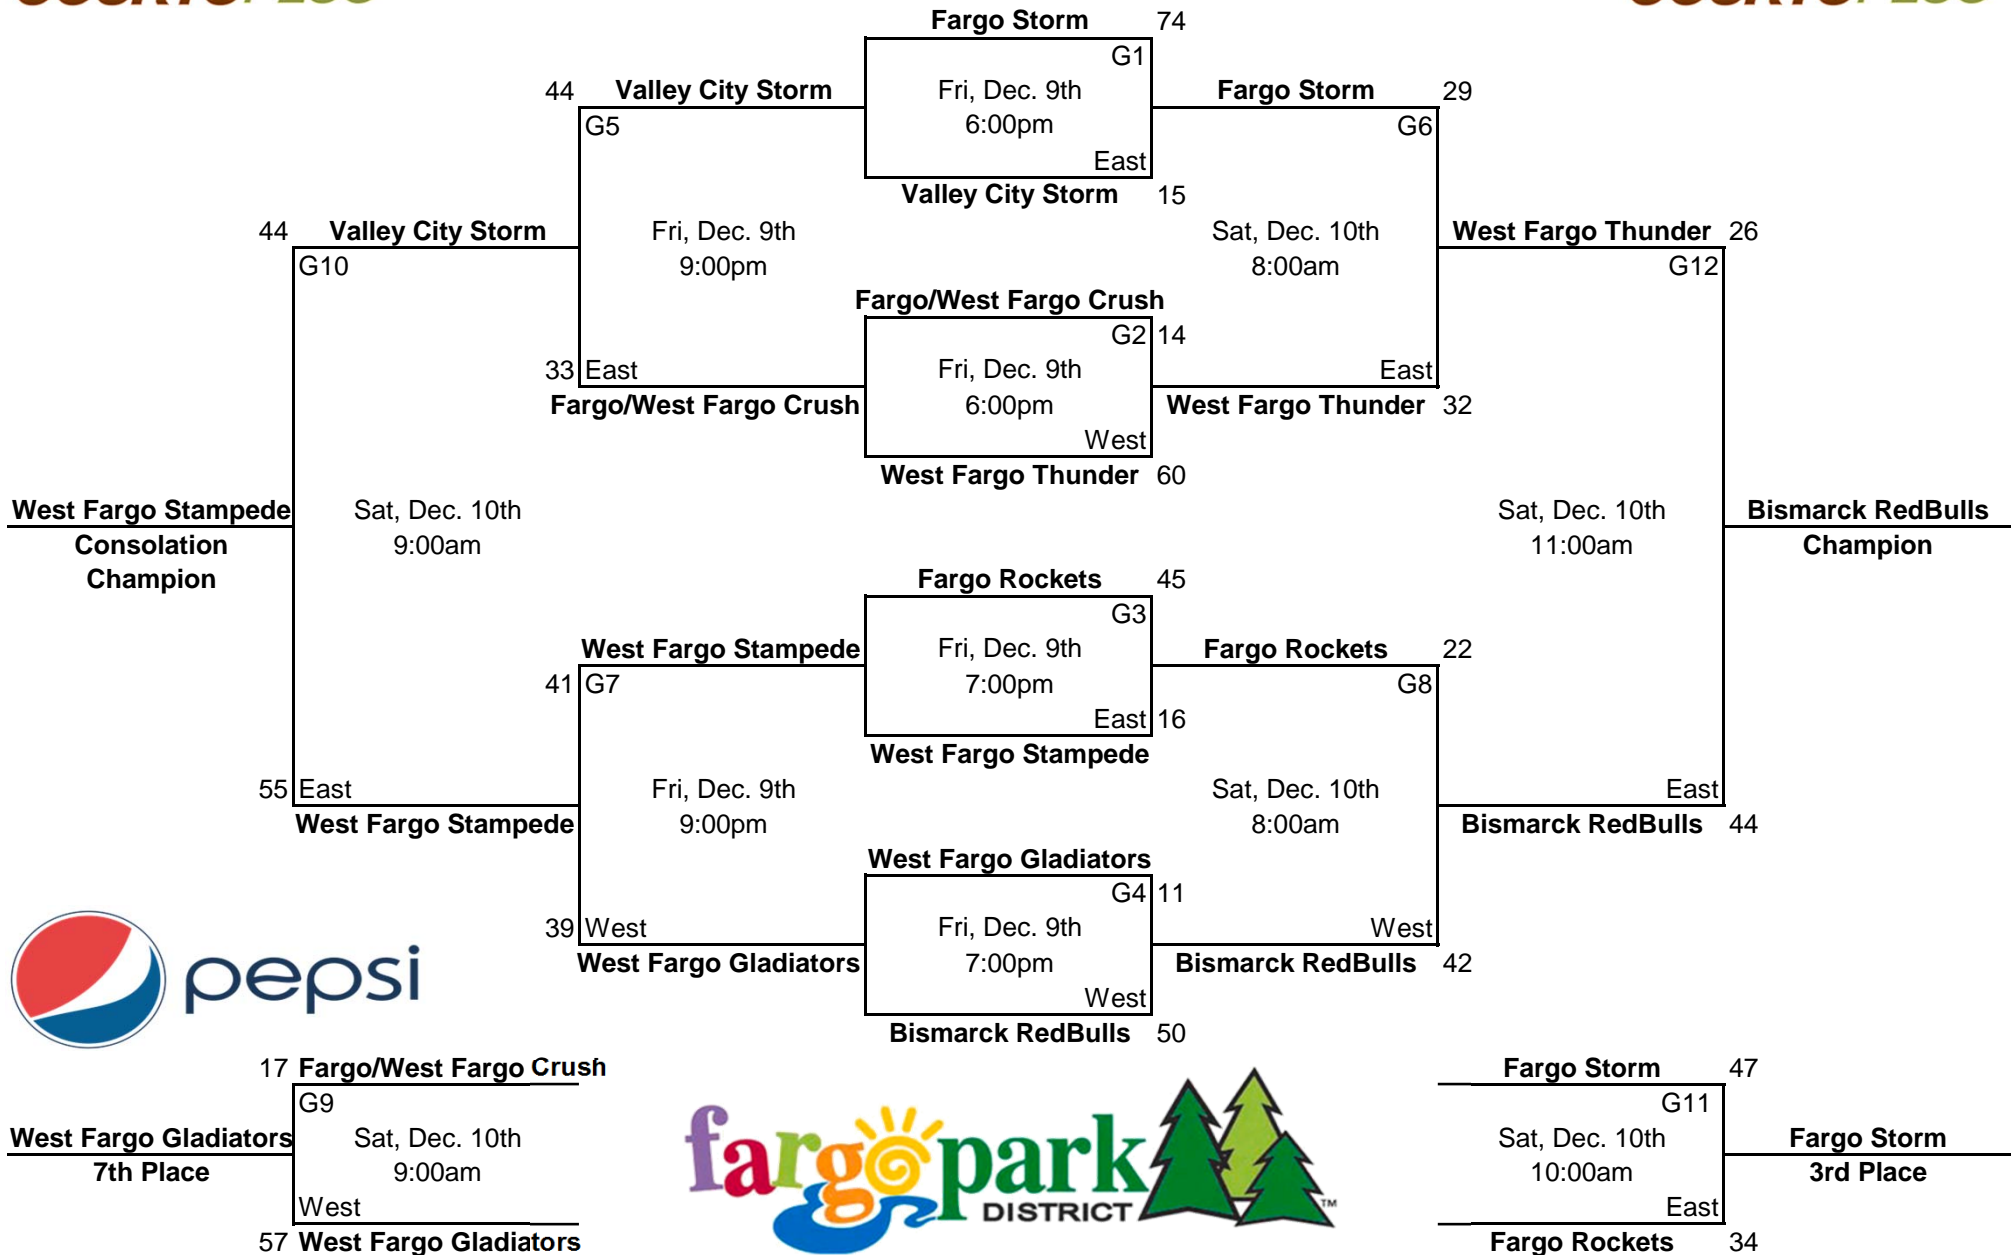 Fargo Storm 74
G1
44 Valley City Storm Fri, Dec. 9th Fargo Storm 29
G5 6:00pm G6
East
Valley City Storm 15
44 Valley City Storm Fri, Dec. 9th Sat, Dec. 10th West Fargo Thunder 26
G10 9:00pm 8:00am G12
Fargo/West Fargo Crush
G2 14
33 East Fri, Dec. 9th East
Fargo/West Fargo Crush 6:00pm West Fargo Thunder 32
West
West Fargo Thunder 60
West Fargo Stampede Sat, Dec. 10th Sat, Dec. 10th Bismarck RedBulls
Consolation 9:00am 11:00am Champion
Champion Fargo Rockets 45
G3
West Fargo Stampede Fri, Dec. 9th Fargo Rockets 22
41 G7 7:00pm G8
East 16
West Fargo Stampede
55 East Fri, Dec. 9th Sat, Dec. 10th East
West Fargo Stampede 9:00pm 8:00am Bismarck RedBulls 44
West Fargo Gladiators
G4 11
39 West Fri, Dec. 9th West
West Fargo Gladiators 7:00pm Bismarck RedBulls 42
pepsi
West
Bismarck RedBulls 50
17 Fargo/West Fargo Crush Fargo Storm 47
G9 G11
West Fargo Gladiators Sat, Dec. 10th fargo park Sat, Dec. 10th Fargo Storm
7th Place 9:00am 10:00am 3rd Place
West DISTRICT TM East
57 West Fargo Gladiators Fargo Rockets 34